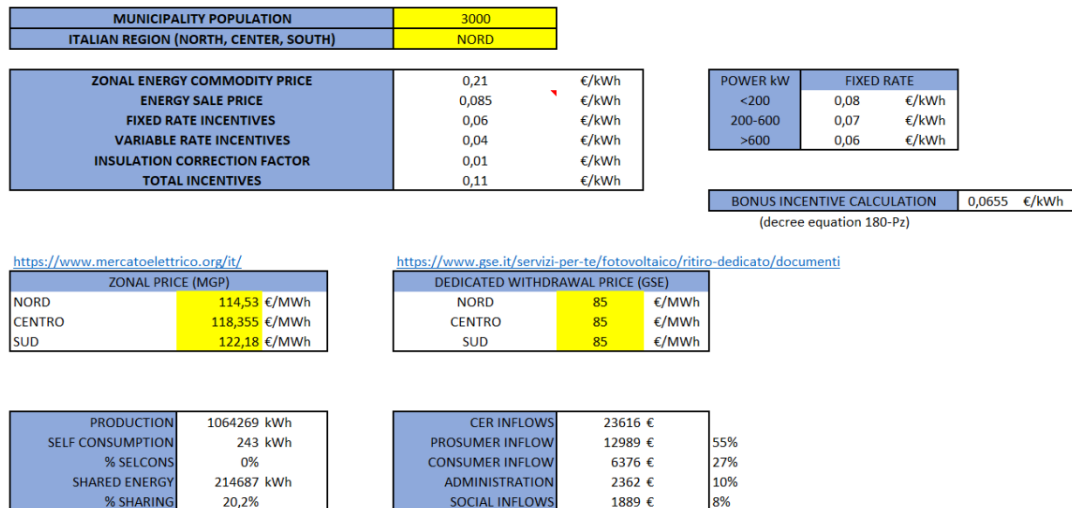 MUNICIPALITY POPULATION 3000
ITALIAN REGION (NORTH, CENTER, SOUTH) NORD
ZONAL ENERGY COMMODITY PRICE 0,21 €/kWh
ENERGY SALE PRICE 0,085 €/kWh
FIXED RATE INCENTIVES 0,06 €/kWh
VARIABLE RATE INCENTIVES 0,04 €/kWh
INSULATION CORRECTION FACTOR 0,01 €/kWh
TOTAL INCENTIVES 0,11 €/kWh
POWER kW FIXED RATE
<200 0,08 €/kWh
200-600 0,07 €/kWh
>600 0,06 €/kWh
BONUS INCENTIVE CALCULATION 0,0655 €/kWh
(decree equation 180-Pz)
https://www.mercatoelettrico.org/it/
ZONAL PRICE (MGP)
NORD 114,53 €/MWh
CENTRO 118,355 €/MWh
SUD 122,18 €/MWh
https://www.gse.it/servizi-per-te/fotovoltaico/ritiro-dedicato/documenti
DEDICATED WITHDRAWAL PRICE (GSE)
NORD 85 €/MWh
CENTRO 85 €/MWh
SUD 85 €/MWh
PRODUCTION 1064269 kWh
SELF CONSUMPTION 243 kWh
% SELCONS 0%
SHARED ENERGY 214687 kWh
% SHARING 20,2%
CER INFLOWS 23616 €
PROSUMER INFLOW 12989 € 55%
CONSUMER INFLOW 6376 € 27%
ADMINISTRATION 2362 € 10%
SOCIAL INFLOWS 1889 € 8%